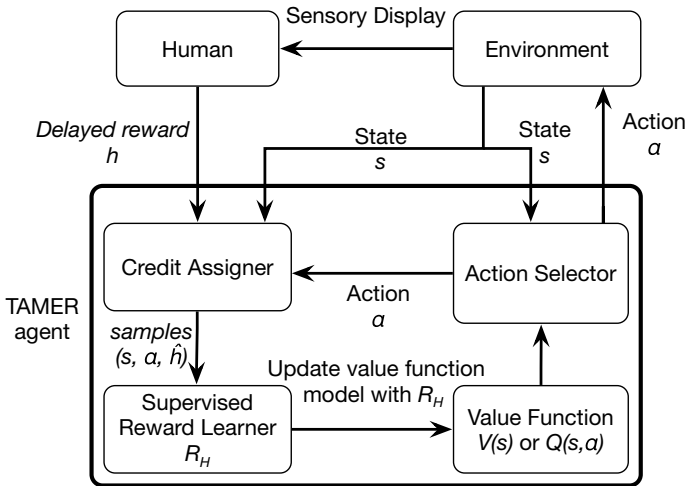 Sensory Display
Human
Environment
Delayed reward
h
State
s
State
s
Action
a
Credit Assigner
Action Selector
Action
a
TAMER
agent
samples
(s, a, ĥ)
Update value function
model with R_H
Supervised
Reward Learner
R_H
Value Function
V(s) or Q(s,a)